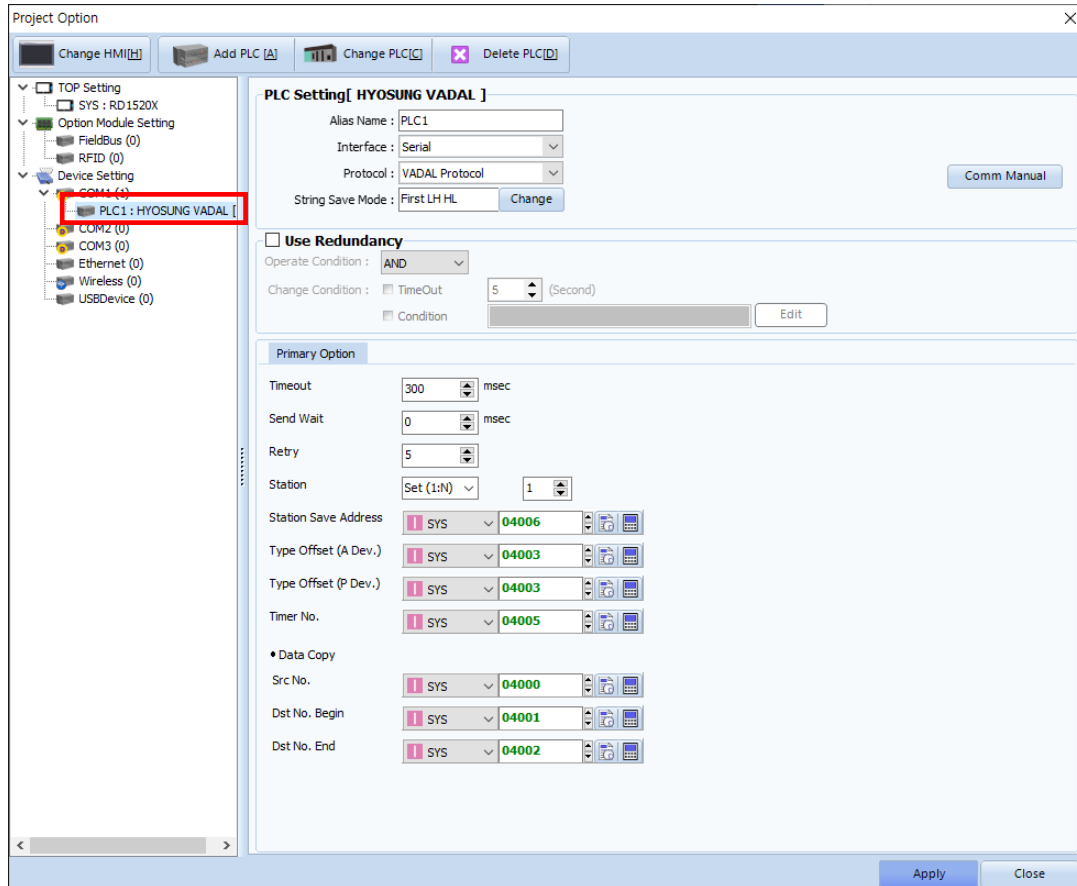 Project Option
Change HMI[H] Add PLC [A] Change PLC[C] Delete PLC[D]
TOP Setting
SYS : RD1520X
Option Module Setting
FieldBus (0)
RFID (0)
Device Setting
COM1 (1)
PLC1 : HYOSUNG VADAL [
COM2 (0)
COM3 (0)
Ethernet (0)
Wireless (0)
USBDevice (0)
PLC Setting[ HYOSUNG VADAL ]
Alias Name : PLC1
Interface : Serial
Protocol : VADAL Protocol
Comm Manual
String Save Mode : First LH HL Change
Use Redundancy
Operate Condition : AND
Change Condition : TimeOut 5 (Second)
Condition Edit
Primary Option
Timeout 300 msec
Send Wait 0 msec
Retry 5
Station Set (1:N) 1
Station Save Address SYS 04006
Type Offset (A Dev.) SYS 04003
Type Offset (P Dev.) SYS 04003
Timer No. SYS 04005
• Data Copy
Src No. SYS 04000
Dst No. Begin SYS 04001
Dst No. End SYS 04002
Apply Close